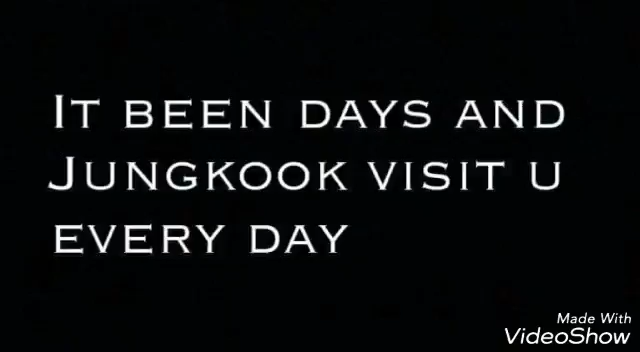 It been days and
Jungkook visit u
every day
Made With
VideoShow